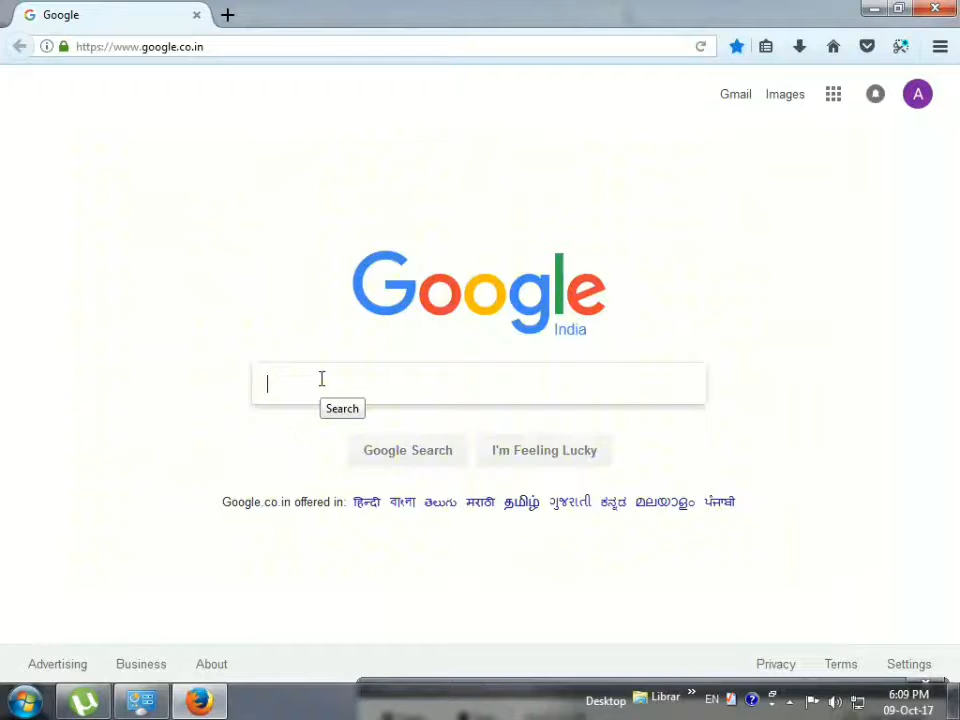 Google
https://www.google.co.in
Gmail Images
A
Google
India
Search
Google Search I'm Feeling Lucky
Google.co.in offered in: हिन्दी বাংলা తెలుగు मराठी தமிழ் ગુજરાતી ಕನ್ನಡ മലയാളം ਪੰਜਾਬੀ
Advertising Business About
Privacy Terms Settings
Desktop Librar » EN
6:09 PM
09-Oct-17